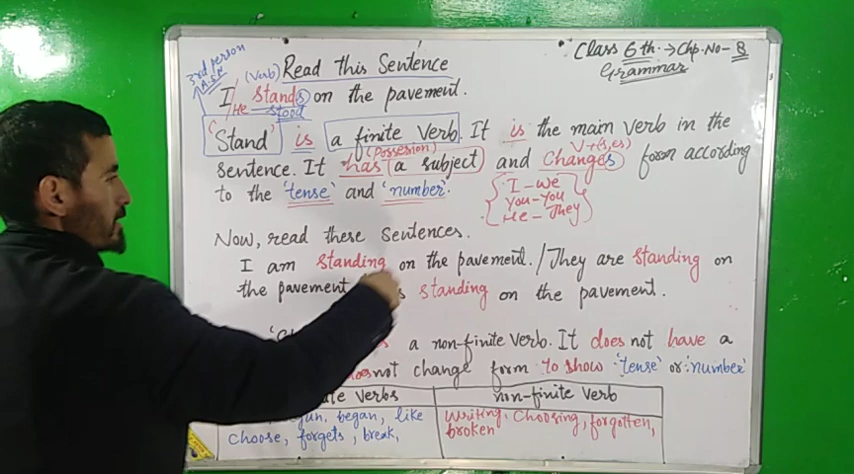 • Class 6th. → Chp. No - 8
Grammar
3rd person
(Verb) Read this Sentence
I stands on the pavement.
He stood
'Stand' is a finite verb. It is the main verb in the
(Possession) V+(s,es)
sentence. It has a subject and changes form according
to the 'tense' and 'number'.
I - We
You - You
He - They
Now, read these sentences.
I am standing on the pavement. / They are standing on
the pavement standing on the pavement.
a non-finite verb. It does not have a
not change form to show 'tense' or 'number'
verbs non-finite verb
began, like Writing, Choosing, forgotten,
choose, forgets, break, broken